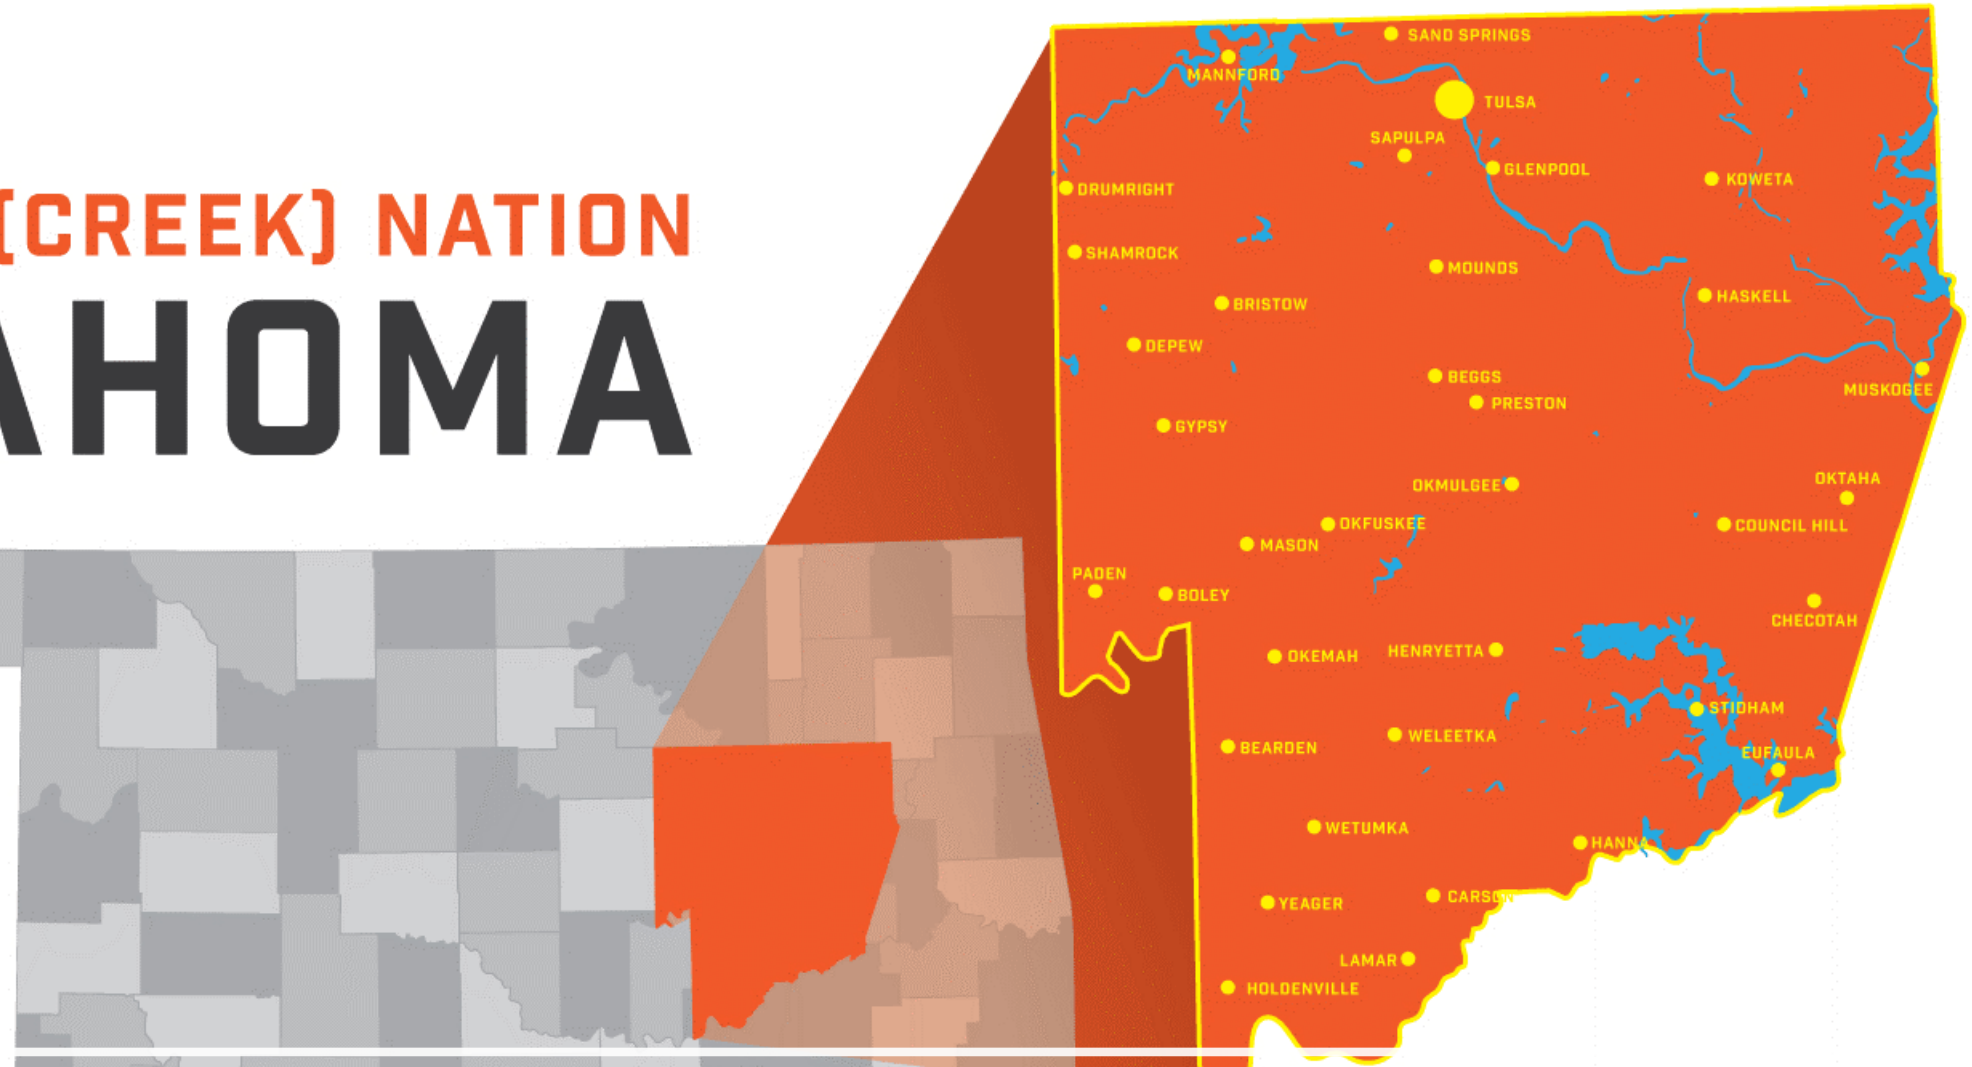 (CREEK) NATION
AHOMA
SAND SPRINGS
MANNFORD
TULSA
SAPULPA
GLENPOOL
KOWETA
DRUMRIGHT
SHAMROCK
MOUNDS
HASKELL
BRISTOW
DEPEW
BEGGS
MUSKOGEE
PRESTON
GYPSY
OKTAHA
OKMULGEE
OKFUSKEE
COUNCIL HILL
MASON
PADEN
BOLEY
CHECOTAH
OKEMAH
HENRYETTA
STIDHAM
WELEETKA
BEARDEN
EUFAULA
WETUMKA
HANNA
CARSON
YEAGER
LAMAR
HOLDENVILLE